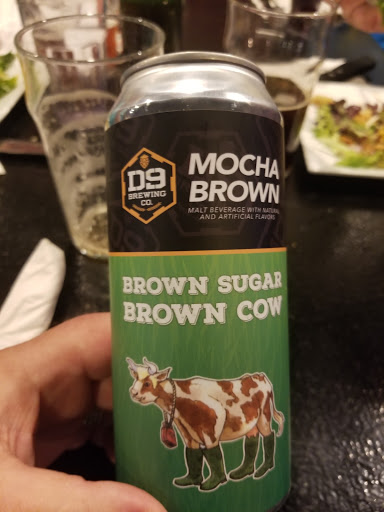 D9
BREWING
CO.
MOCHA
BROWN
MALT BEVERAGE WITH NATURAL
AND ARTIFICIAL FLAVORS
BROWN SUGAR
BROWN COW